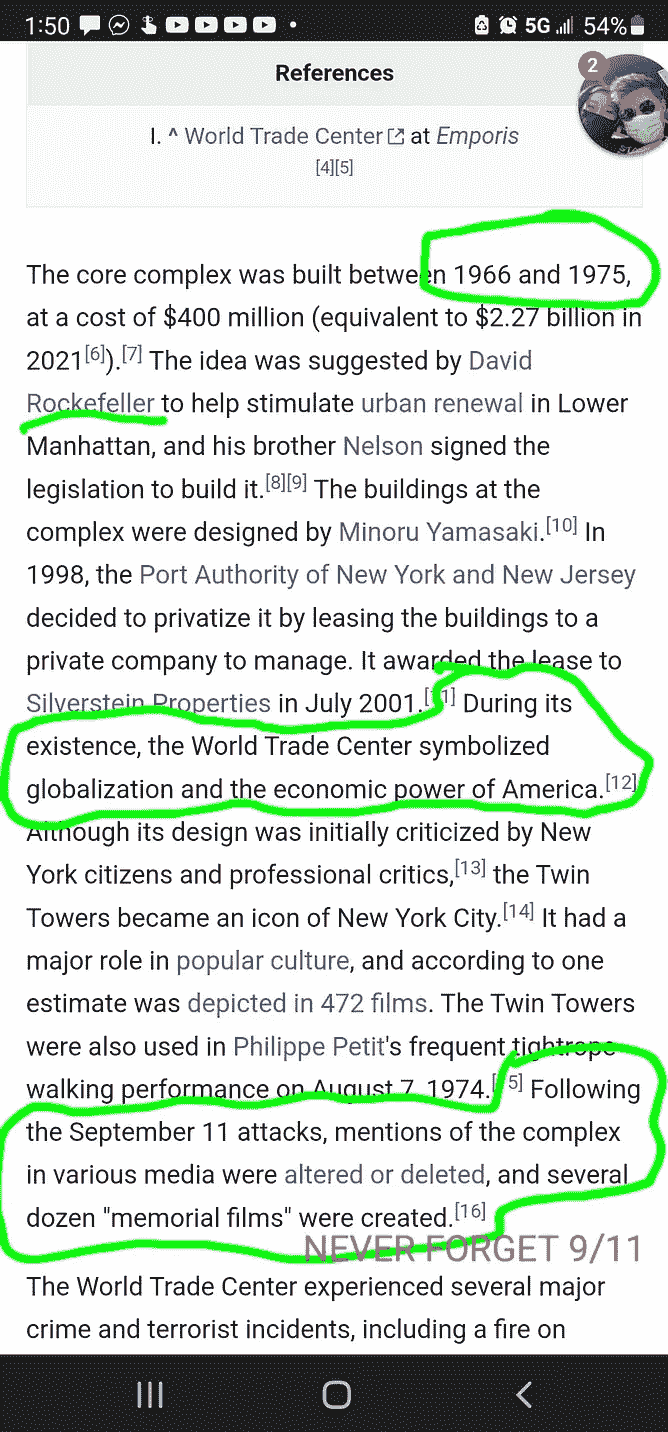 1:50
5G 54%
References
2
I. ^ World Trade Center at Emporis
[4][5]
The core complex was built between 1966 and 1975,
at a cost of $400 million (equivalent to $2.27 billion in
2021[6]).[7] The idea was suggested by David
Rockefeller to help stimulate urban renewal in Lower
Manhattan, and his brother Nelson signed the
legislation to build it.[8][9] The buildings at the
complex were designed by Minoru Yamasaki.[10] In
1998, the Port Authority of New York and New Jersey
decided to privatize it by leasing the buildings to a
private company to manage. It awarded the lease to
Silverstein Properties in July 2001.[11] During its
existence, the World Trade Center symbolized
globalization and the economic power of America.[12]
Although its design was initially criticized by New
York citizens and professional critics,[13] the Twin
Towers became an icon of New York City.[14] It had a
major role in popular culture, and according to one
estimate was depicted in 472 films. The Twin Towers
were also used in Philippe Petit's frequent tightrope-
walking performance on August 7, 1974.[15] Following
the September 11 attacks, mentions of the complex
in various media were altered or deleted, and several
dozen "memorial films" were created.[16]
NEVER FORGET 9/11
The World Trade Center experienced several major
crime and terrorist incidents, including a fire on